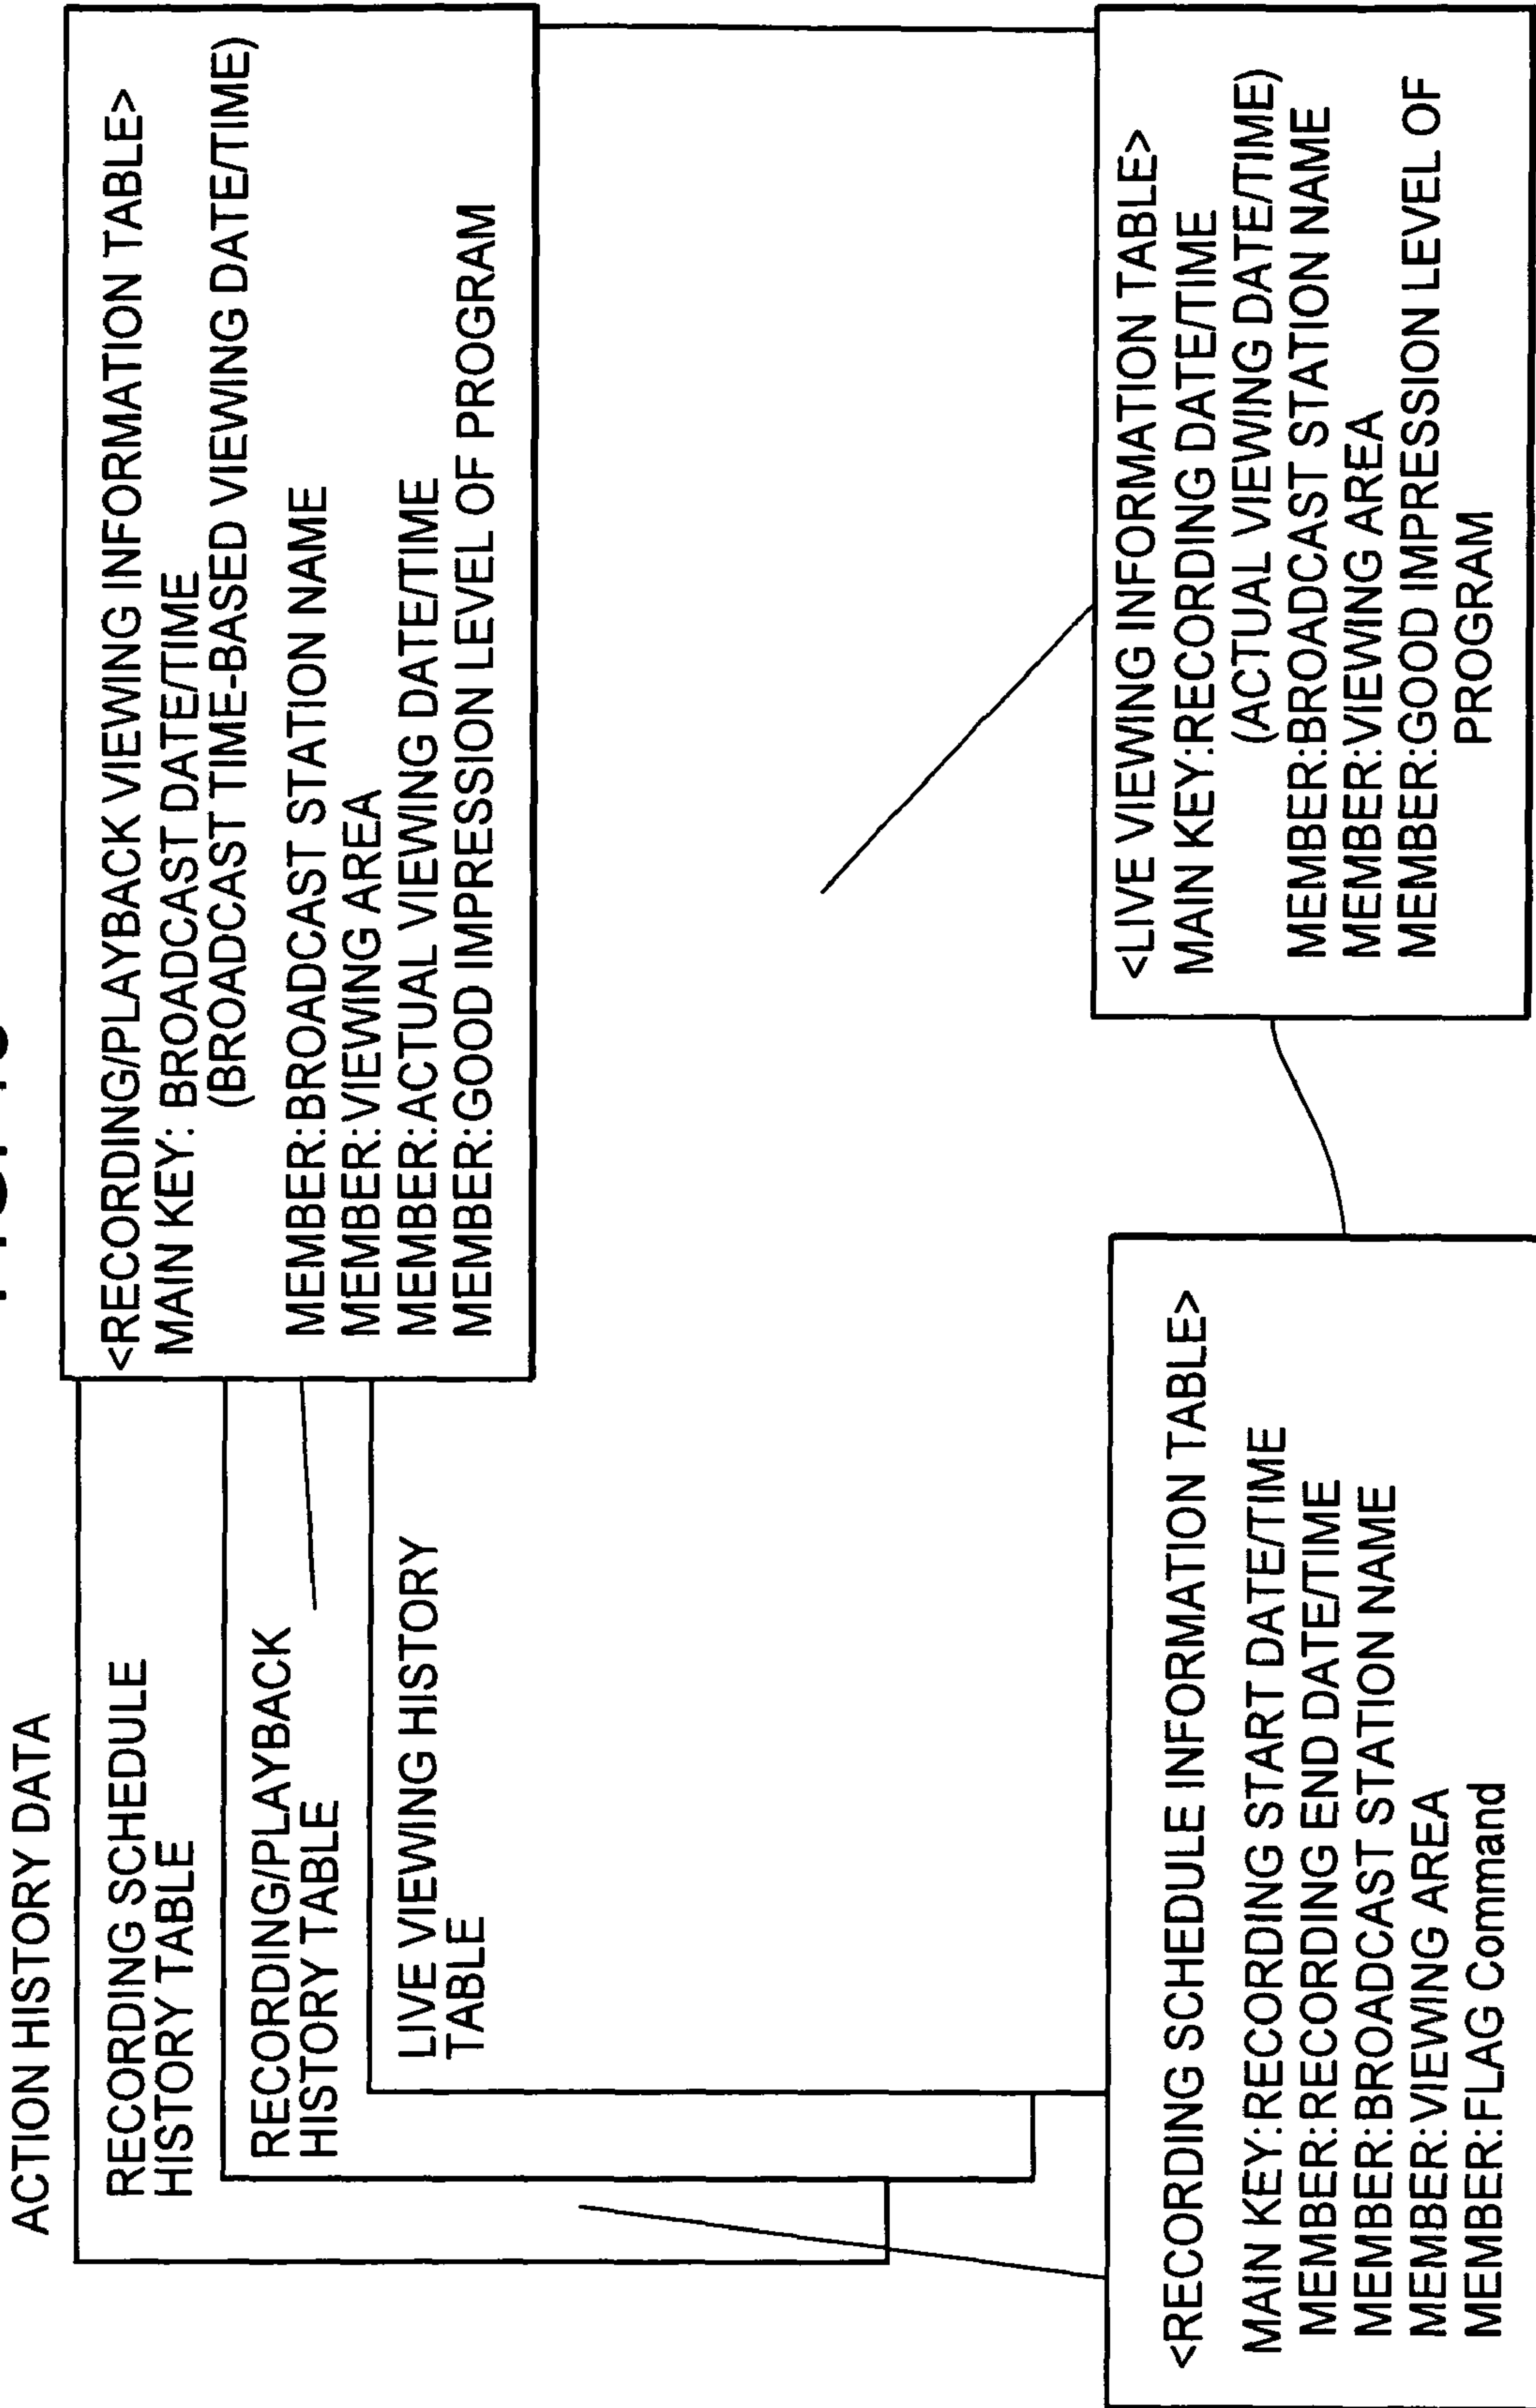 ACTION HISTORY DATA
RECORDING SCHEDULE
HISTORY TABLE
RECORDING/PLAYBACK
HISTORY TABLE
LIVE VIEWING HISTORY
TABLE
<RECORDING/PLAYBACK VIEWING INFORMATION TABLE>
MAIN KEY: BROADCAST DATE/TIME
(BROADCAST TIME-BASED VIEWING DATE/TIME)
MEMBER:BROADCAST STATION NAME
MEMBER:VIEWING AREA
MEMBER:ACTUAL VIEWING DATE/TIME
MEMBER:GOOD IMPRESSION LEVEL OF PROGRAM
<RECORDING SCHEDULE INFORMATION TABLE>
MAIN KEY:RECORDING START DATE/TIME
MEMBER:RECORDING END DATE/TIME
MEMBER:BROADCAST STATION NAME
MEMBER:VIEWING AREA
MEMBER:FLAG Command
<LIVE VIEWING INFORMATION TABLE>
MAIN KEY:RECORDING DATE/TIME
(ACTUAL VIEWING DATE/TIME)
MEMBER:BROADCAST STATION NAME
MEMBER:VIEWING AREA
MEMBER:GOOD IMPRESSION LEVEL OF
PROGRAM